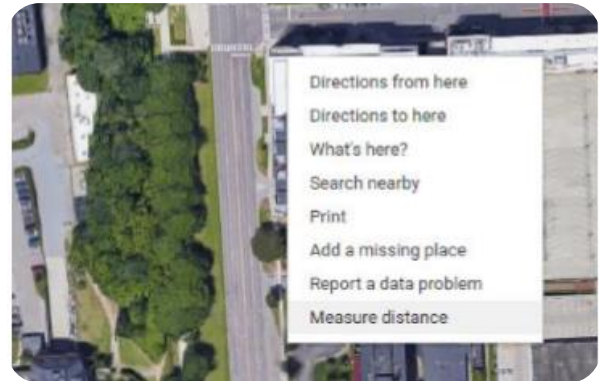 Directions from here
Directions to here
What's here?
Search nearby
Print
Add a missing place
Report a data problem
Measure distance